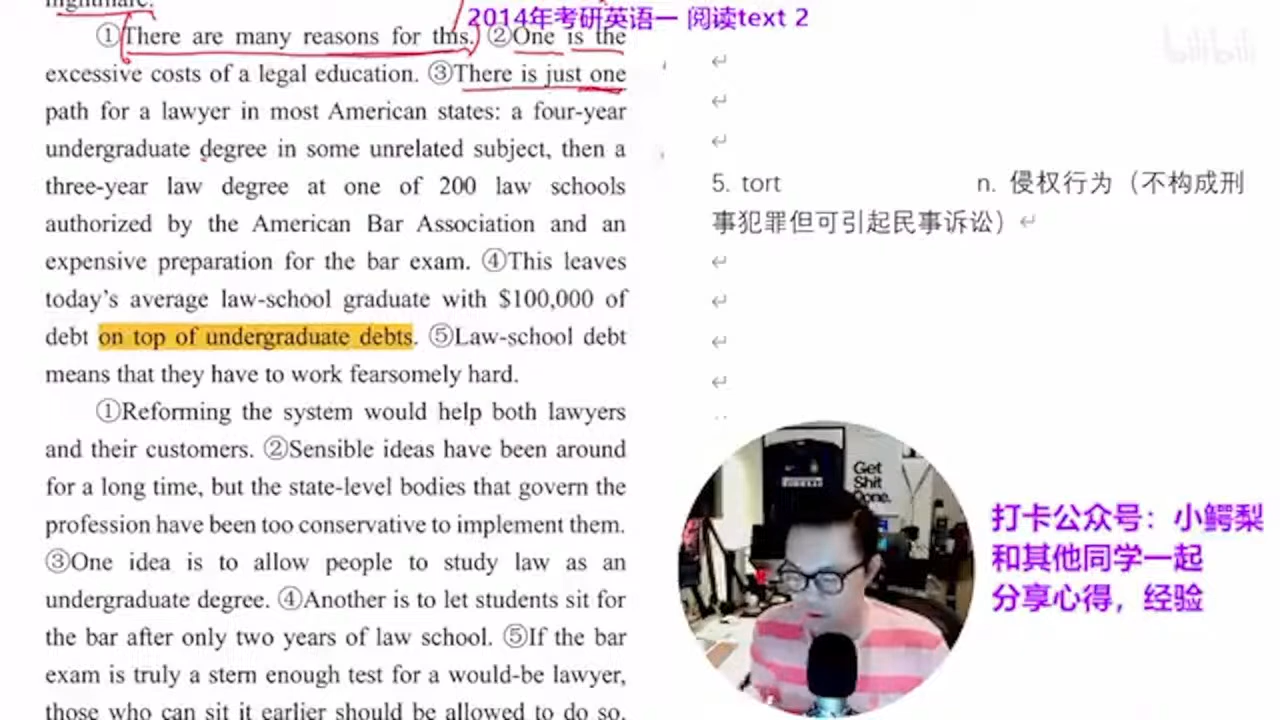 nightmare.
2014年考研英语一 阅读text 2
bilibili
①There are many reasons for this. ②One is the
excessive costs of a legal education. ③There is just one
path for a lawyer in most American states: a four-year
undergraduate degree in some unrelated subject, then a
three-year law degree at one of 200 law schools
authorized by the American Bar Association and an
expensive preparation for the bar exam. ④This leaves
today's average law-school graduate with $100,000 of
debt on top of undergraduate debts. ⑤Law-school debt
means that they have to work fearsomely hard.
①Reforming the system would help both lawyers
and their customers. ②Sensible ideas have been around
for a long time, but the state-level bodies that govern the
profession have been too conservative to implement them.
③One idea is to allow people to study law as an
undergraduate degree. ④Another is to let students sit for
the bar after only two years of law school. ⑤If the bar
exam is truly a stern enough test for a would-be lawyer,
those who can sit it earlier should be allowed to do so.
5. tort n. 侵权行为（不构成刑
事犯罪但可引起民事诉讼）
Get
Shit
Done.
打卡公众号：小鳄梨
和其他同学一起
分享心得，经验